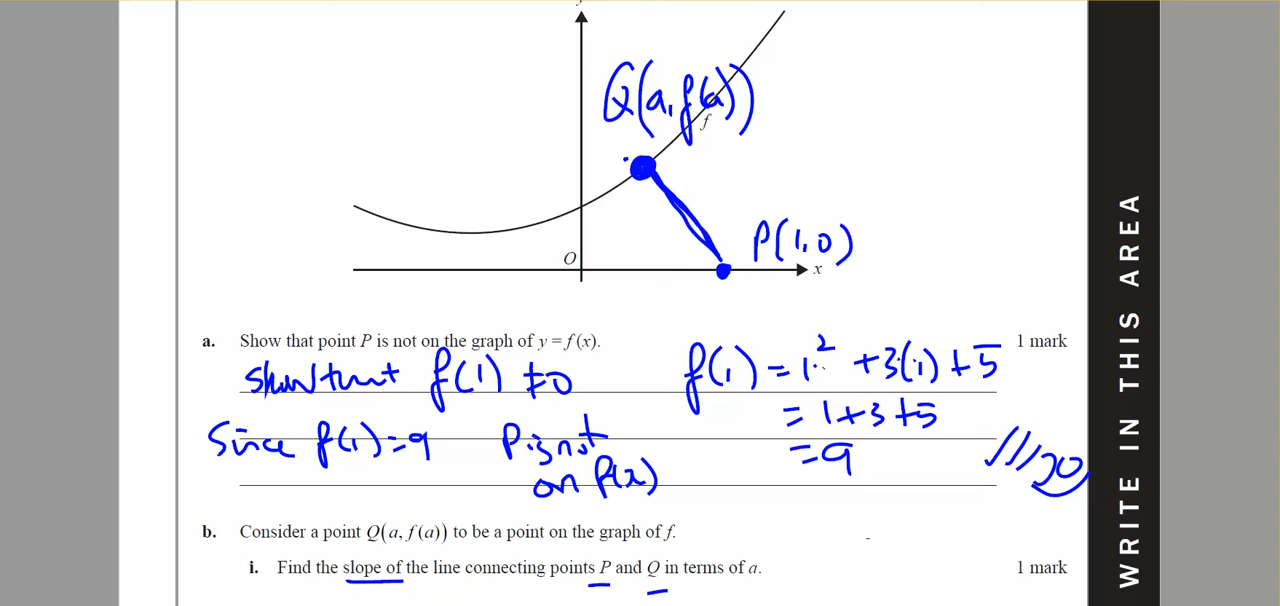 y
Q(a, f(a))
f
P(1, 0)
O
x
a. Show that point P is not on the graph of y = f(x). 1 mark
Show that f(1) ≠ 0
f(1) = 1² + 3(1) + 5
= 1 + 3 + 5
= 9
Since f(1) = 9 P is not
on f(x)
b. Consider a point Q(a, f(a)) to be a point on the graph of f.
i. Find the slope of the line connecting points P and Q in terms of a. 1 mark
WRITE IN THIS AREA